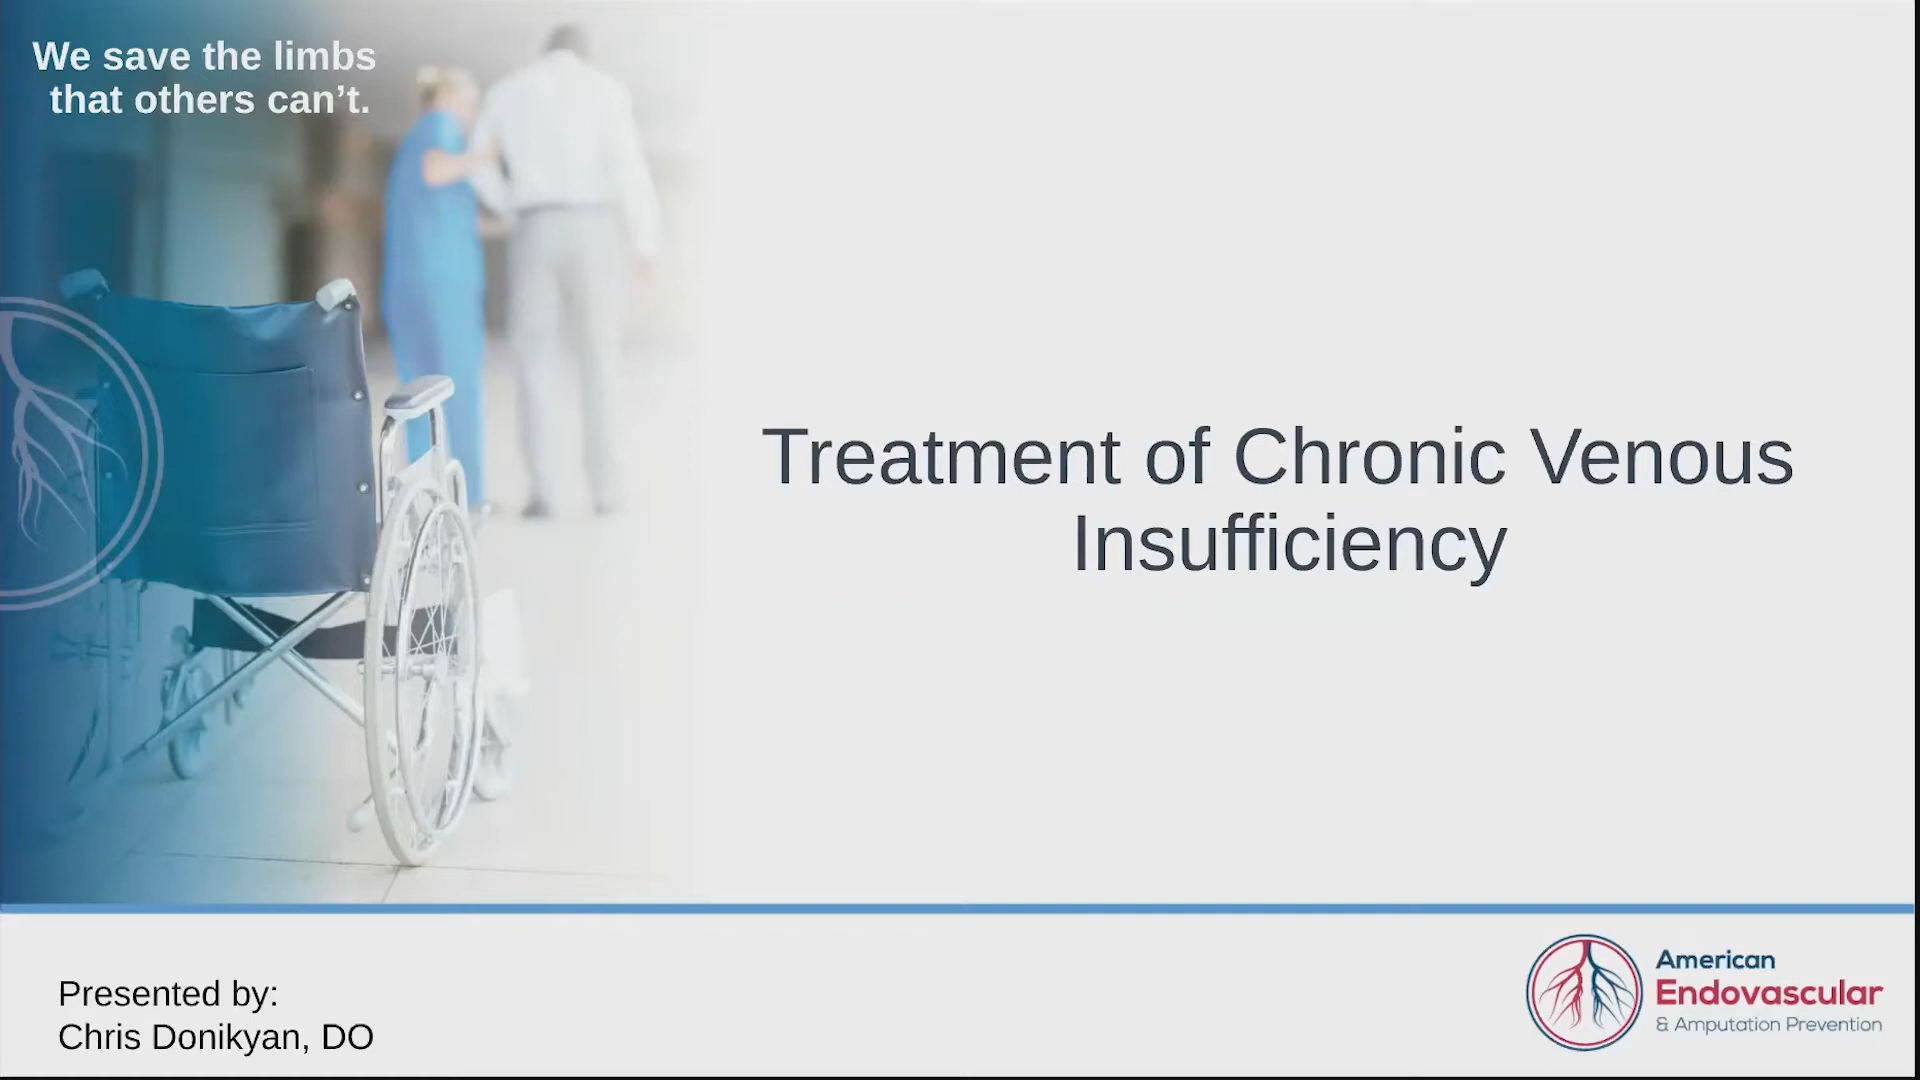 We save the limbs
that others can’t.
Treatment of Chronic Venous
Insufficiency
Presented by:
Chris Donikyan, DO
American
Endovascular
& Amputation Prevention